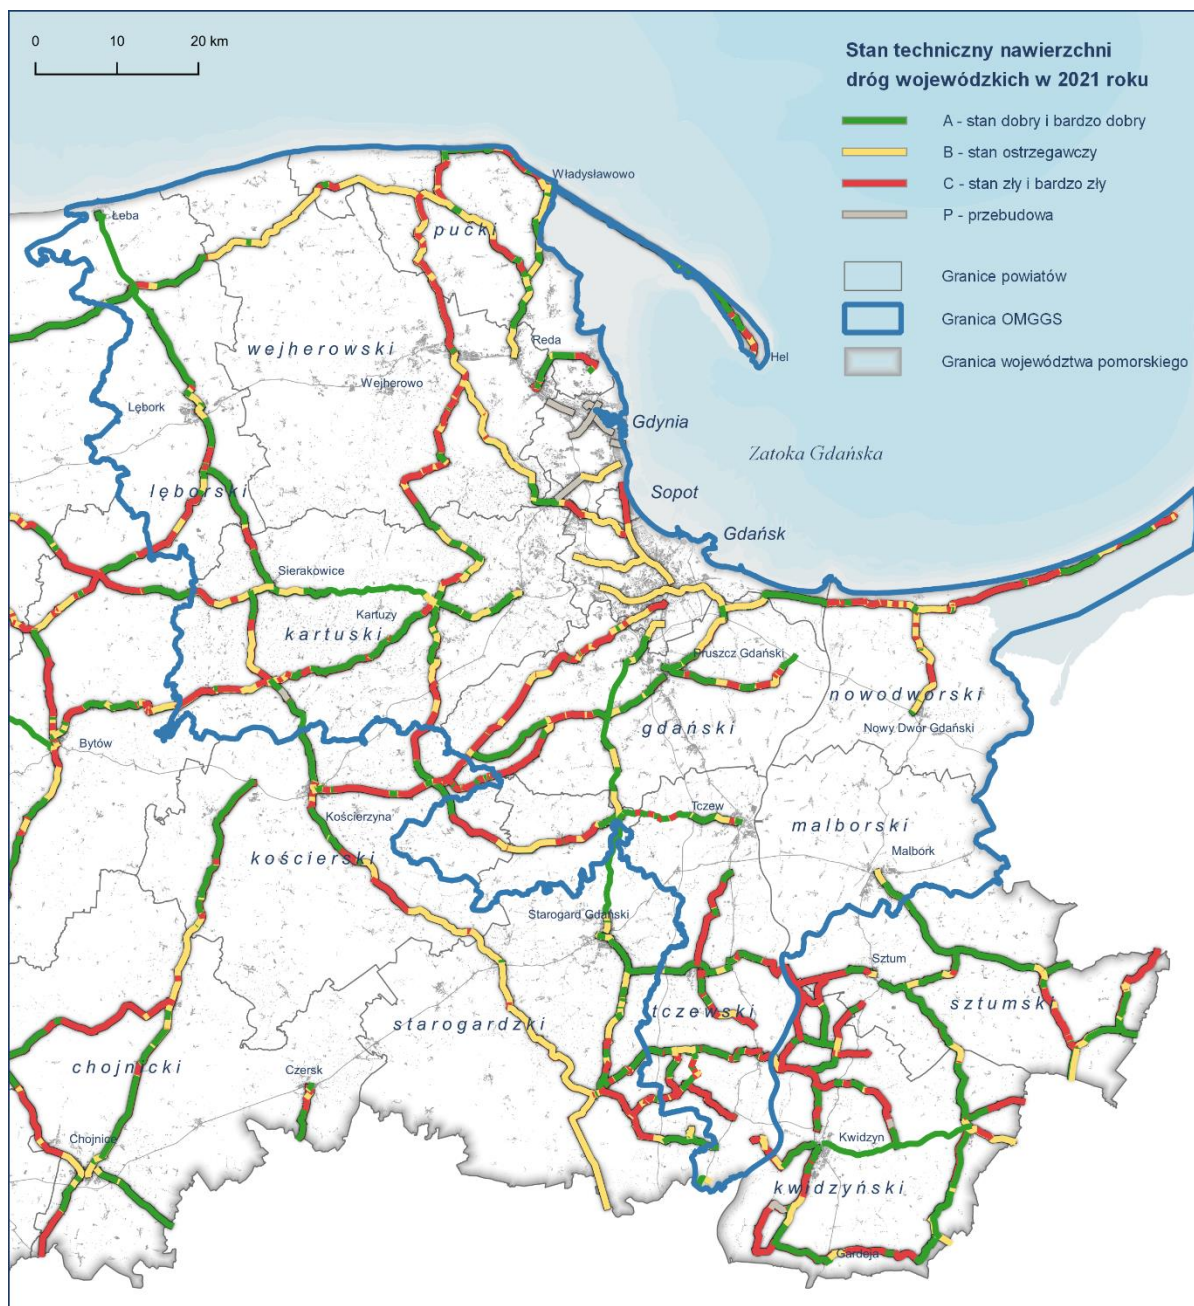 0 10 20 km
Stan techniczny nawierzchni
dróg wojewódzkich w 2021 roku
A - stan dobry i bardzo dobry
B - stan ostrzegawczy
C - stan zły i bardzo zły
P - przebudowa
Granice powiatów
Granica OMGGS
Granica województwa pomorskiego
Władysławowo
Łeba
pucki
Reda
wejherowski
Hel
Wejherowo
Lębork
Gdynia
Zatoka Gdańska
lęborski
Sopot
Gdańsk
Sierakowice
Kartuzy
kartuski
Pruszcz Gdański
nowodworski
gdański
Nowy Dwór Gdański
Bytów
Tczew
Kościerzyna
malborski
Malbork
kościerski
Starogard Gdański
Sztum
sztumski
tczewski
starogardzki
chojnicki
Czersk
Chojnice
Kwidzyn
kwidzyński
Gardeja